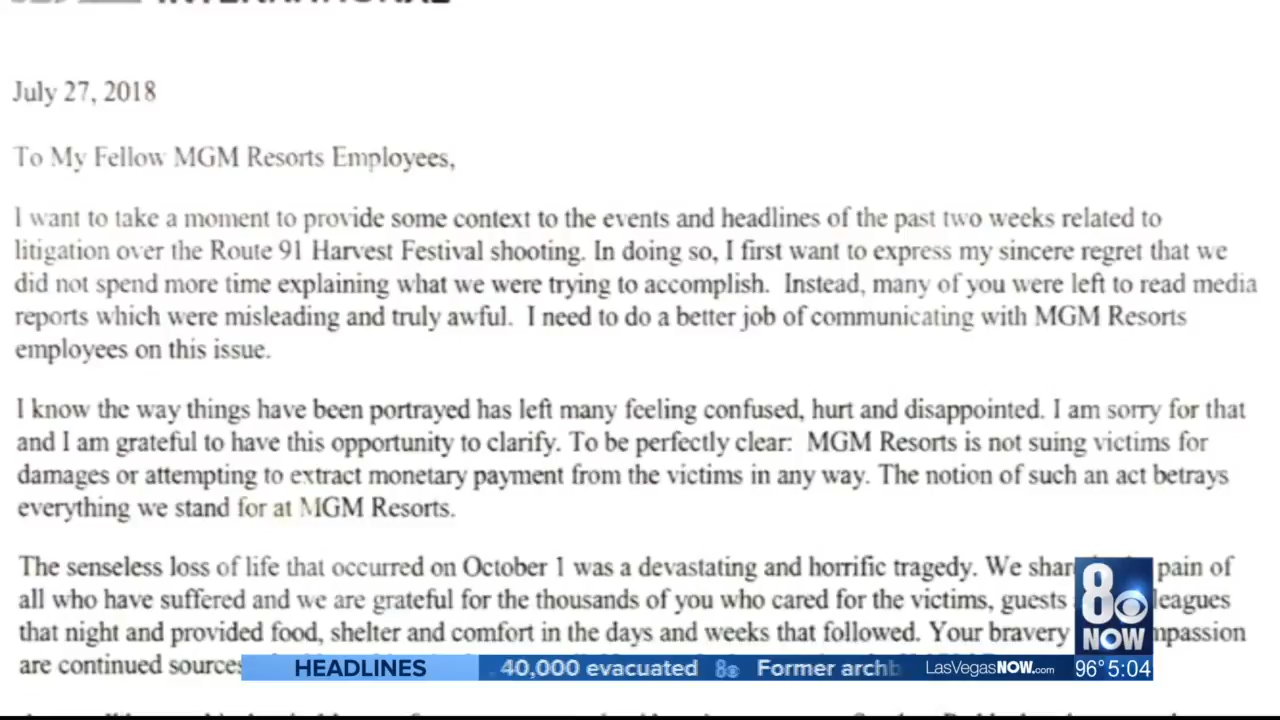 INTERNATIONAL
July 27, 2018
To My Fellow MGM Resorts Employees,
I want to take a moment to provide some context to the events and headlines of the past two weeks related to
litigation over the Route 91 Harvest Festival shooting. In doing so, I first want to express my sincere regret that we
did not spend more time explaining what we were trying to accomplish. Instead, many of you were left to read media
reports which were misleading and truly awful. I need to do a better job of communicating with MGM Resorts
employees on this issue.
I know the way things have been portrayed has left many feeling confused, hurt and disappointed. I am sorry for that
and I am grateful to have this opportunity to clarify. To be perfectly clear: MGM Resorts is not suing victims for
damages or attempting to extract monetary payment from the victims in any way. The notion of such an act betrays
everything we stand for at MGM Resorts.
The senseless loss of life that occurred on October 1 was a devastating and horrific tragedy. We pain of
all who have suffered and we are grateful for the thousands of you who cared for the victims, guests
that night and provided food, shelter and comfort in the days and weeks that followed. Your bravery
are continued
8 NOW
HEADLINES 40,000 evacuated 8 Former LasVegasNOW.com 96° 5:04